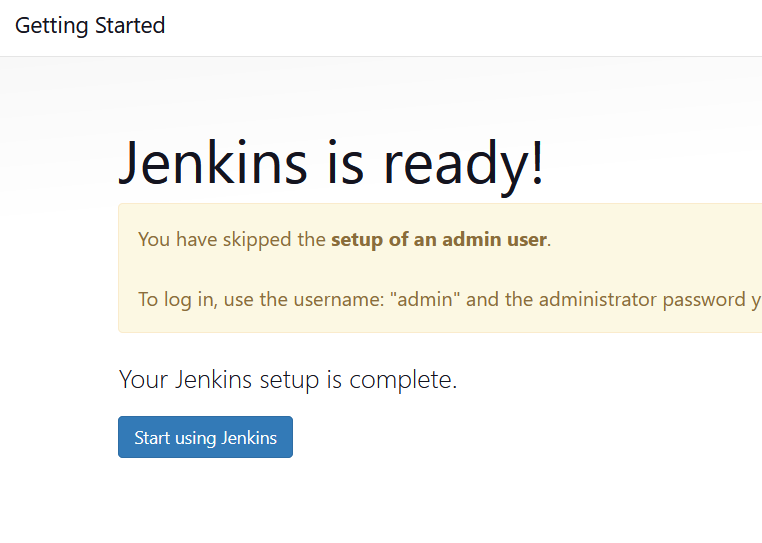 Getting Started
Jenkins is ready!
You have skipped the setup of an admin user.
To log in, use the username: "admin" and the administrator password
Your Jenkins setup is complete.
Start using Jenkins